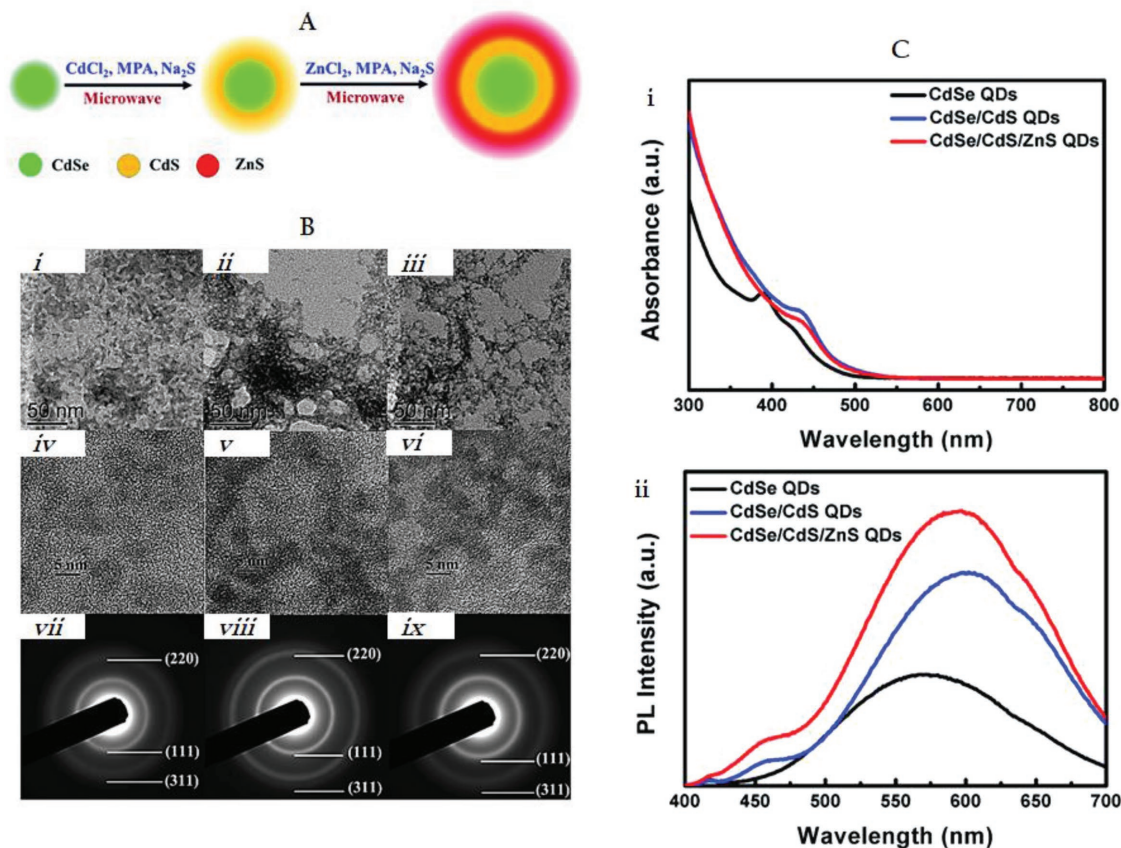 A
CdCl₂, MPA, Na₂S
Microwave
ZnCl₂, MPA, Na₂S
Microwave
CdSe
CdS
ZnS
B
i
ii
iii
50 nm
50 nm
50 nm
iv
v
vi
5 nm
5 nm
5 nm
vii
viii
ix
(220)
(220)
(220)
(111)
(111)
(111)
(311)
(311)
(311)
C
i
CdSe QDs
CdSe/CdS QDs
CdSe/CdS/ZnS QDs
Absorbance (a.u.)
300 400 500 600 700 800
Wavelength (nm)
ii
CdSe QDs
CdSe/CdS QDs
CdSe/CdS/ZnS QDs
PL Intensity (a.u.)
400 450 500 550 600 650 700
Wavelength (nm)